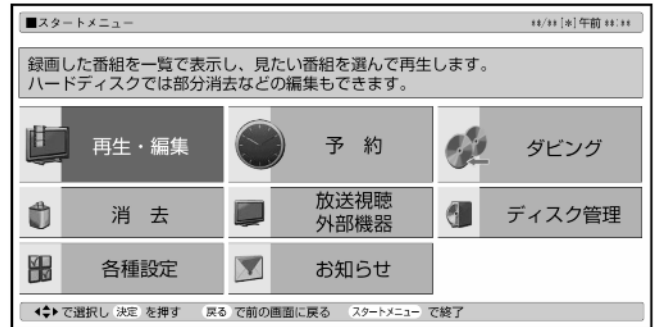 ■スタートメニュー **/**[*]午前**:**
録画した番組を一覧で表示し、見たい番組を選んで再生します。
ハードディスクでは部分消去などの編集もできます。
再生・編集
予 約
ダビング
消 去
放送視聴
外部機器
ディスク管理
各種設定
お知らせ
で選択し 決定 を押す 戻る で前の画面に戻る スタートメニュー で終了